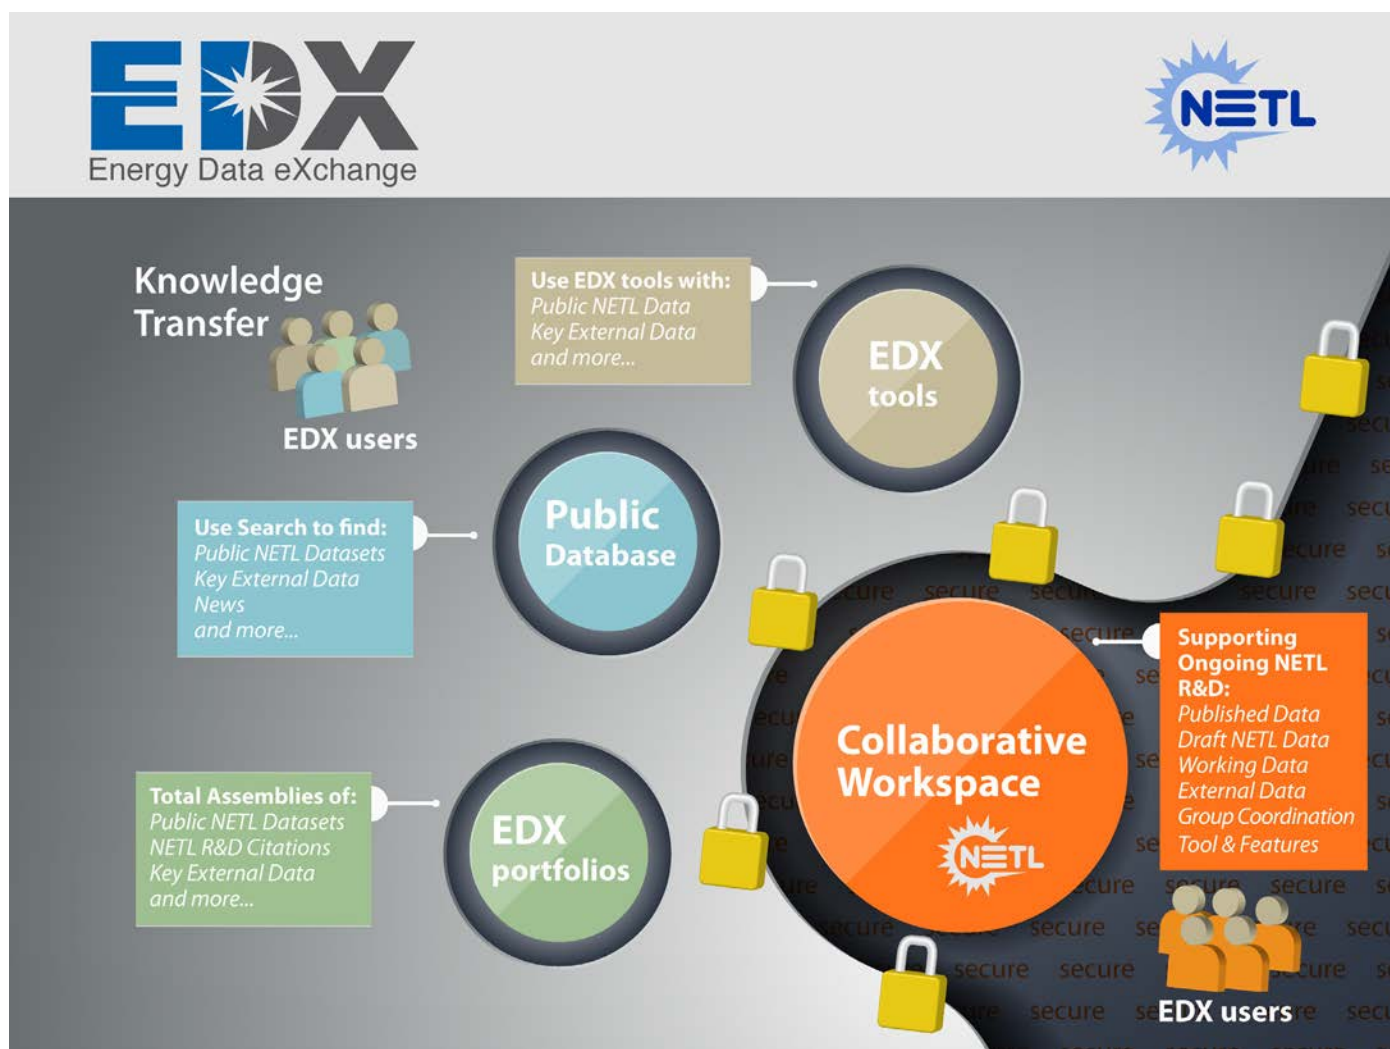 EDX
Energy Data eXchange
NETL
Knowledge
Transfer
EDX users
Use EDX tools with:
Public NETL Data
Key External Data
and more...
EDX
tools
Use Search to find:
Public NETL Datasets
Key External Data
News
and more...
Public
Database
Total Assemblies of:
Public NETL Datasets
NETL R&D Citations
Key External Data
and more...
EDX
portfolios
Collaborative
Workspace
NETL
Supporting
Ongoing NETL
R&D:
Published Data
Draft NETL Data
Working Data
External Data
Group Coordination
Tool & Features
EDX users
secure secure
secure
secure
secure secure
secure
secure secure
secure